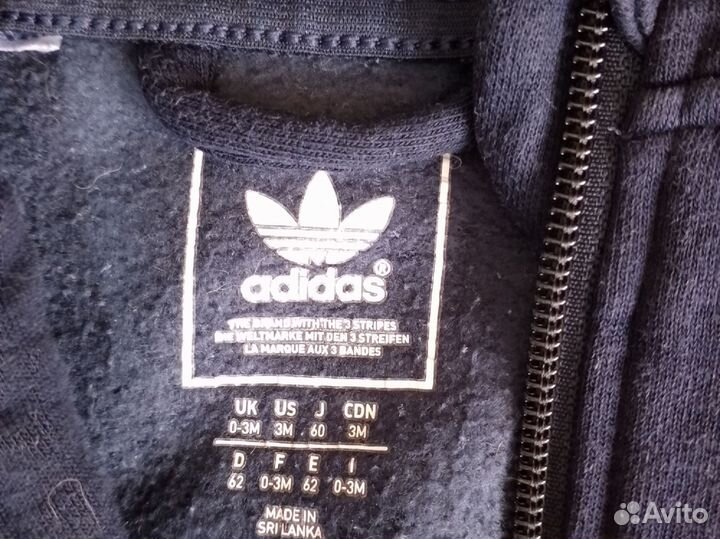 adidas®
THE BRAND WITH THE 3 STRIPES
DIE WELTMARKE MIT DEN 3 STREIFEN
LA MARQUE AUX 3 BANDES
UK US J CDN
0-3M 3M 60 3M
D F E I
62 0-3M 62 0-3M
MADE IN
SRI LANKA
Avito